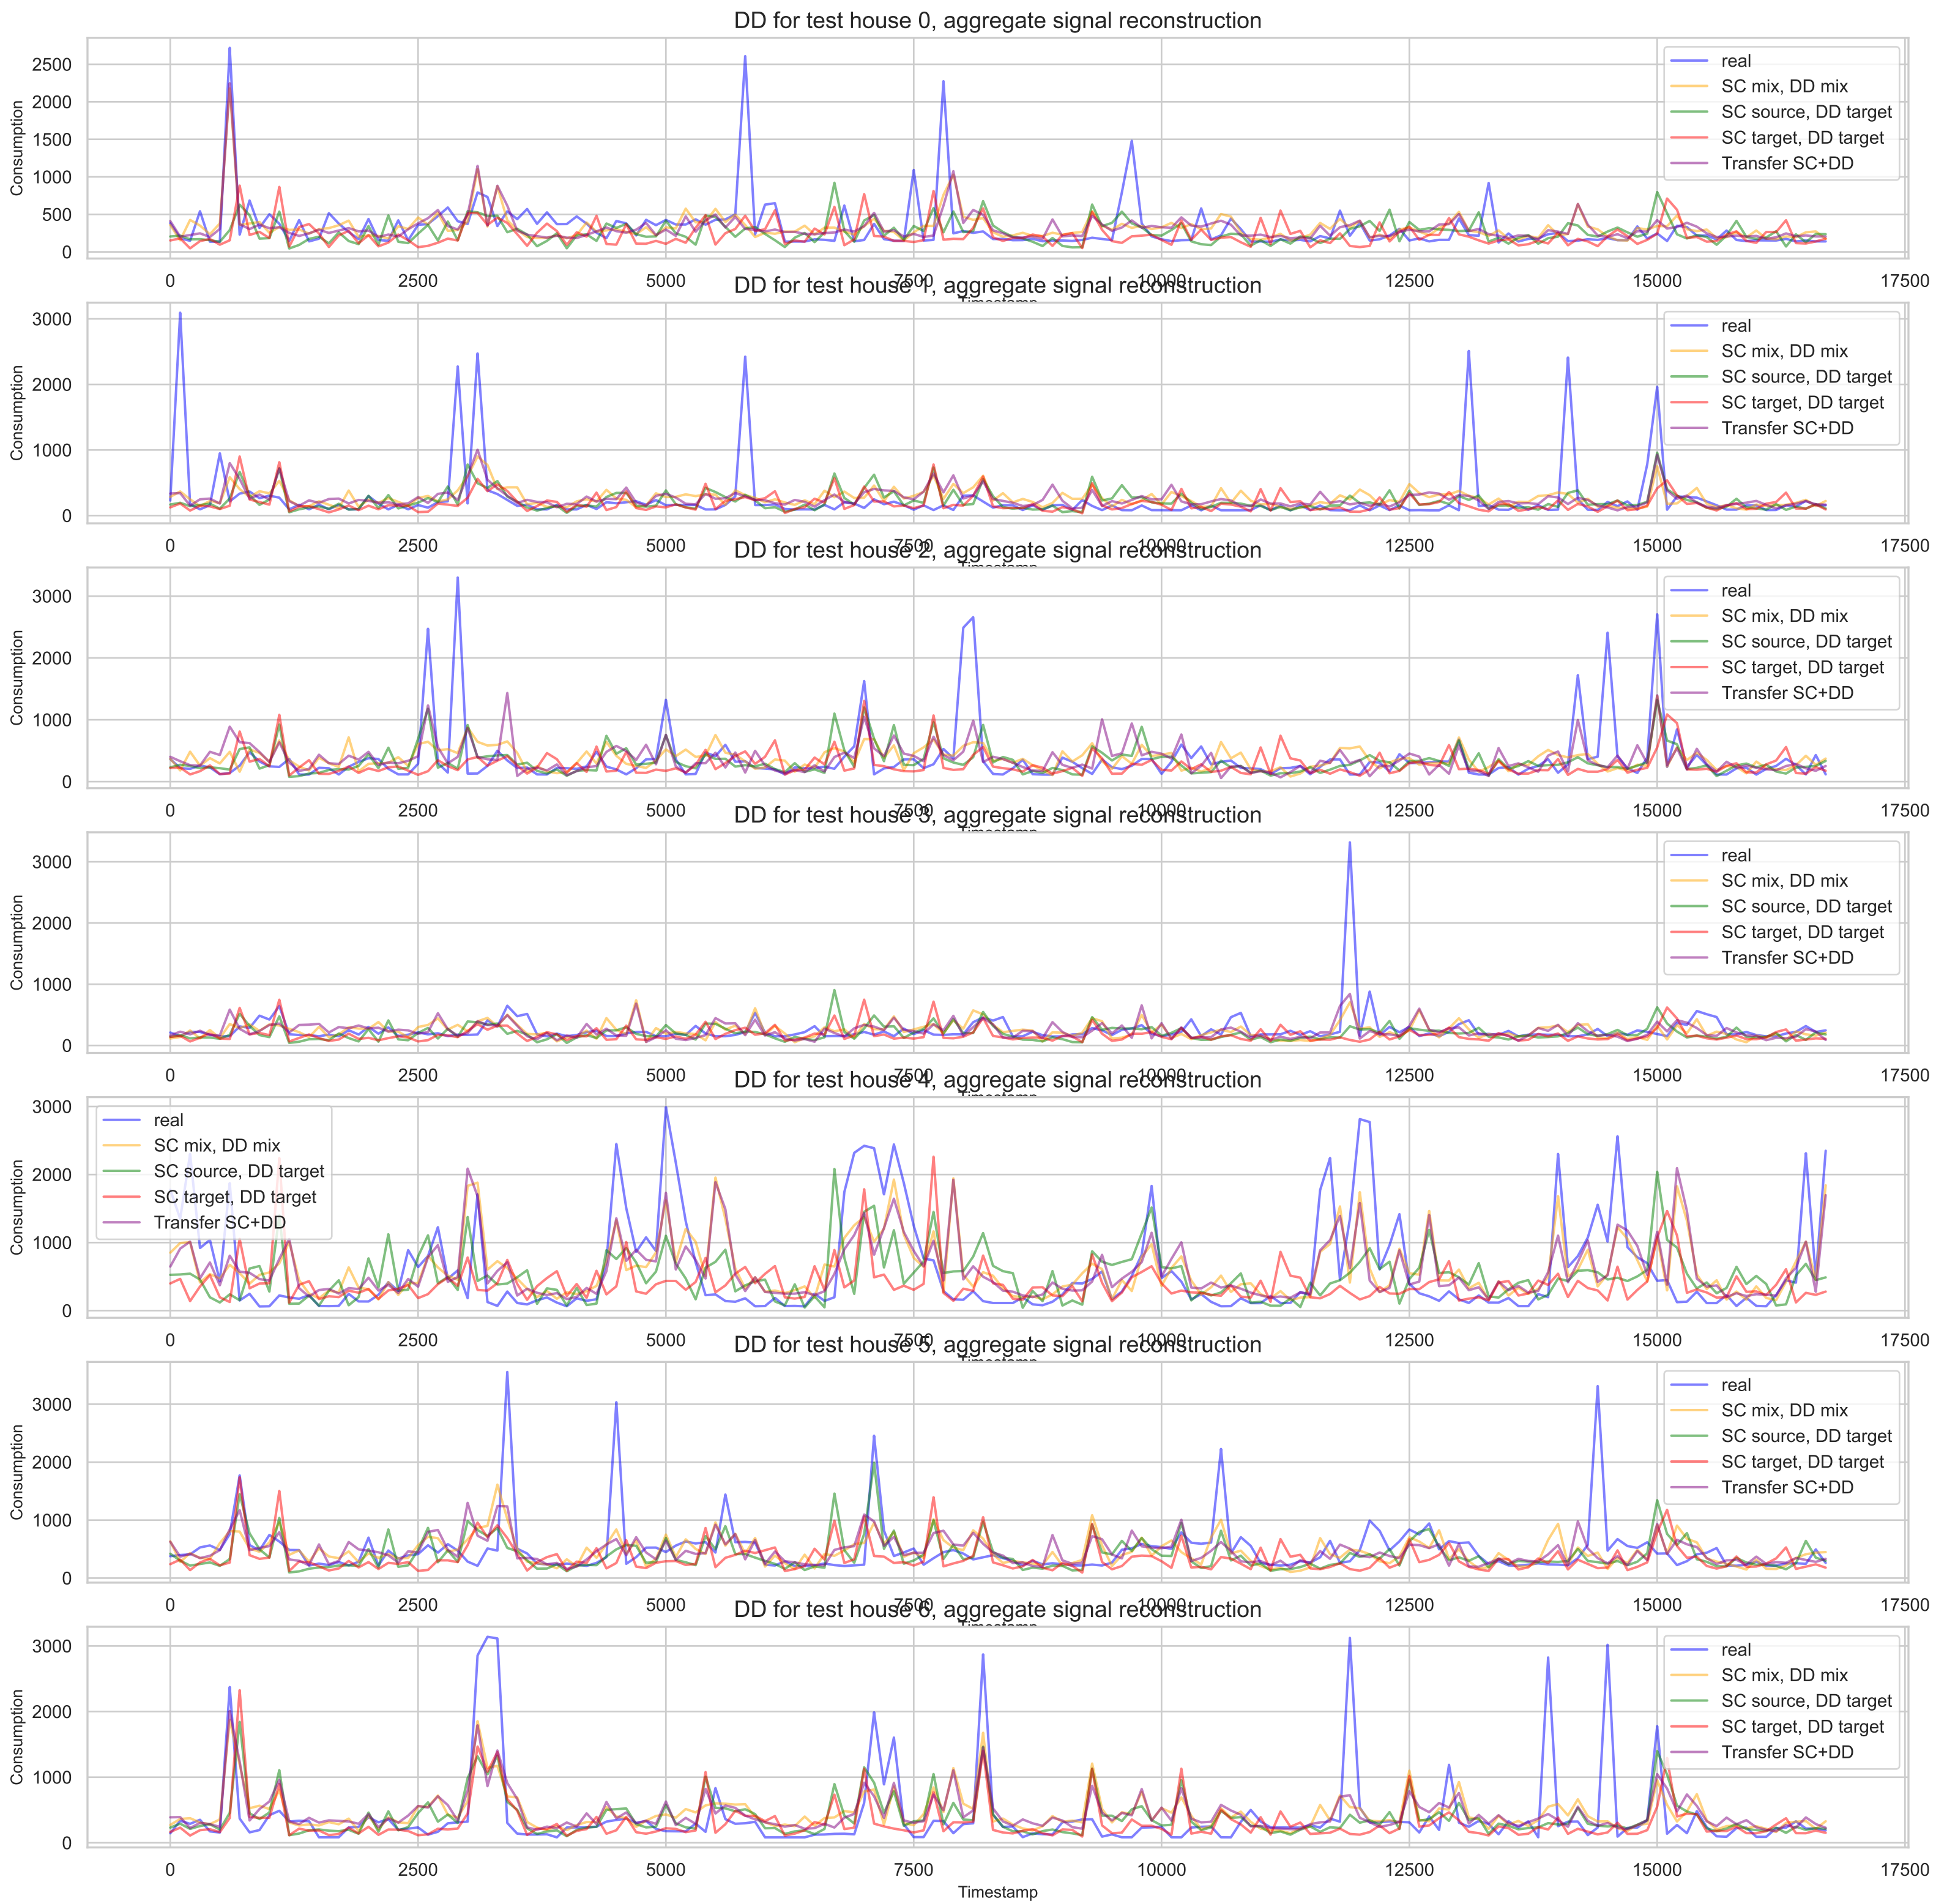 DD for test house 0, aggregate signal reconstruction
Consumption
2500
2000
1500
1000
500
0
real
SC mix, DD mix
SC source, DD target
SC target, DD target
Transfer SC+DD
0 2500 5000 7500 10000 12500 15000 17500
Timestamp
DD for test house 1, aggregate signal reconstruction
Consumption
3000
2000
1000
0
real
SC mix, DD mix
SC source, DD target
SC target, DD target
Transfer SC+DD
0 2500 5000 7500 10000 12500 15000 17500
Timestamp
DD for test house 2, aggregate signal reconstruction
Consumption
3000
2000
1000
0
real
SC mix, DD mix
SC source, DD target
SC target, DD target
Transfer SC+DD
0 2500 5000 7500 10000 12500 15000 17500
Timestamp
DD for test house 3, aggregate signal reconstruction
Consumption
3000
2000
1000
0
real
SC mix, DD mix
SC source, DD target
SC target, DD target
Transfer SC+DD
0 2500 5000 7500 10000 12500 15000 17500
Timestamp
DD for test house 4, aggregate signal reconstruction
Consumption
3000
2000
1000
0
real
SC mix, DD mix
SC source, DD target
SC target, DD target
Transfer SC+DD
0 2500 5000 7500 10000 12500 15000 17500
Timestamp
DD for test house 5, aggregate signal reconstruction
Consumption
3000
2000
1000
0
real
SC mix, DD mix
SC source, DD target
SC target, DD target
Transfer SC+DD
0 2500 5000 7500 10000 12500 15000 17500
Timestamp
DD for test house 6, aggregate signal reconstruction
Consumption
3000
2000
1000
0
real
SC mix, DD mix
SC source, DD target
SC target, DD target
Transfer SC+DD
0 2500 5000 7500 10000 12500 15000 17500
Timestamp